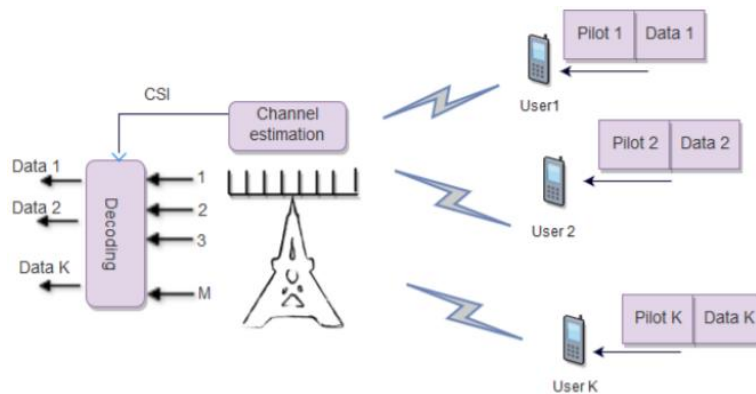 Pilot 1 Data 1
CSI
Channel
estimation
User1
Pilot 2 Data 2
Data 1
1
Data 2
2
Decoding
3
User 2
Data K
M
Pilot K Data K
User K